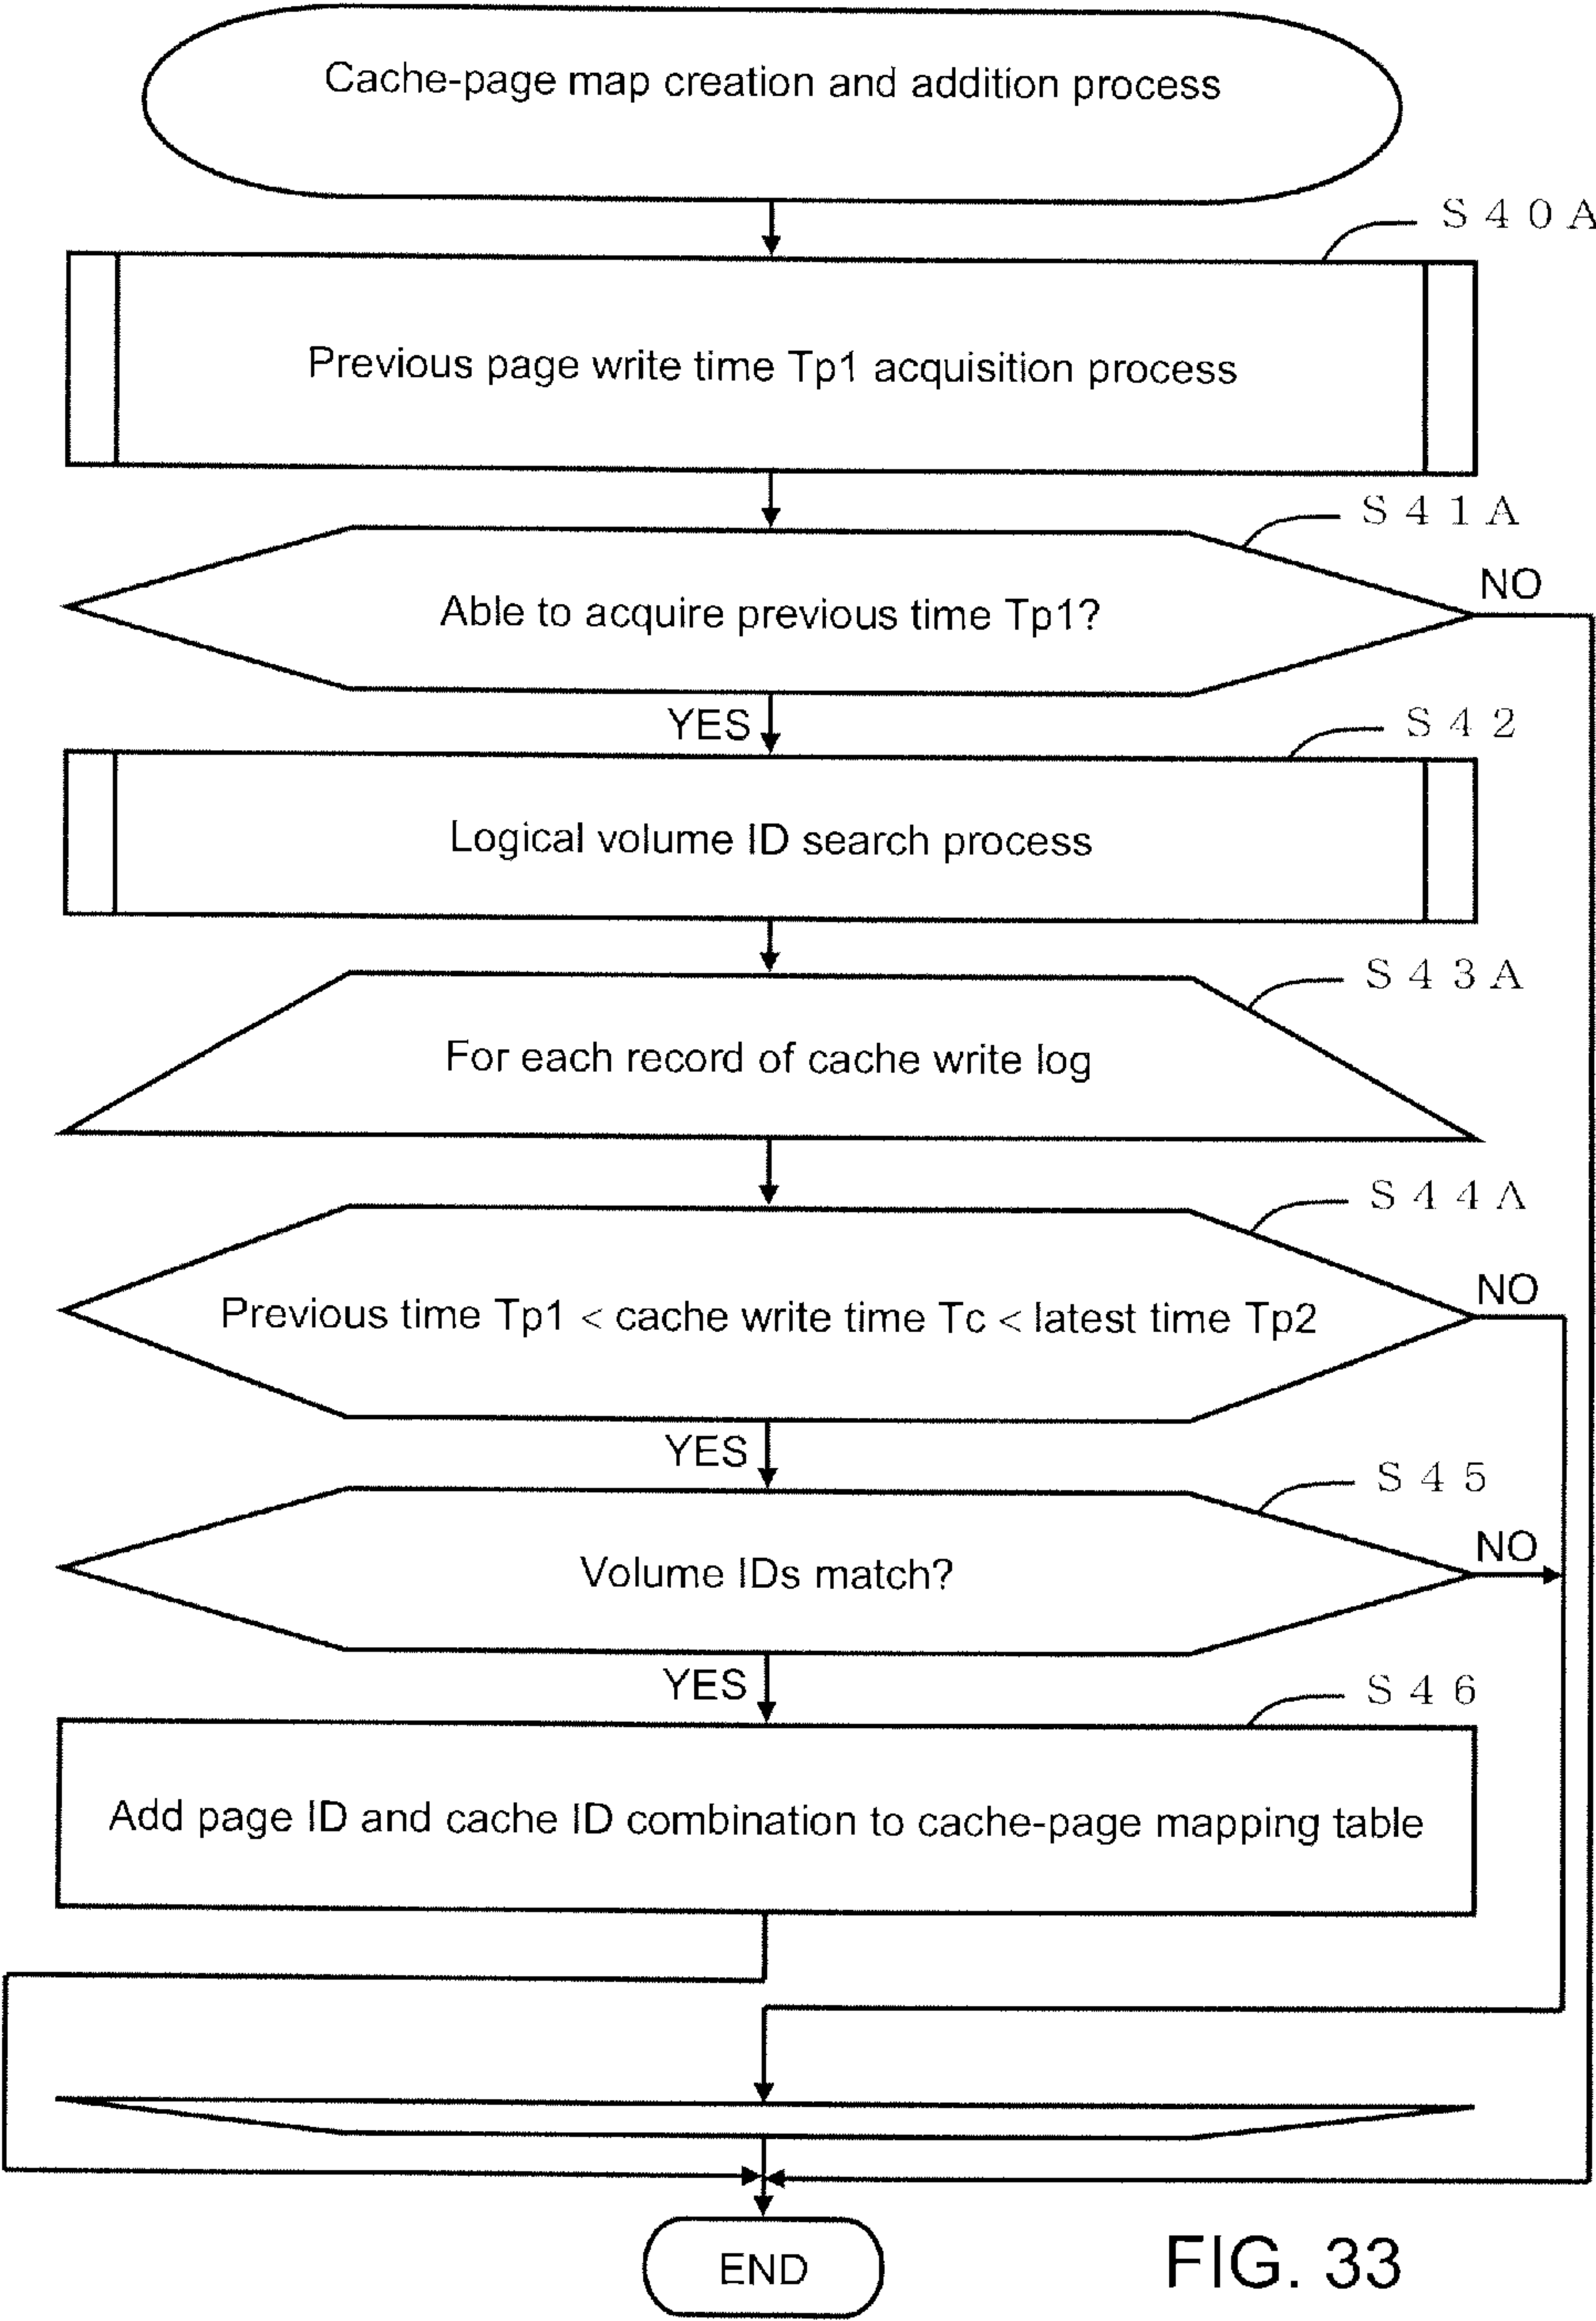 Cache-page map creation and addition process
S40A
Previous page write time Tp1 acquisition process
S41A
NO
Able to acquire previous time Tp1?
YES
S42
Logical volume ID search process
S43A
For each record of cache write log
S44A
NO
Previous time Tp1 < cache write time Tc < latest time Tp2
YES
S45
NO
Volume IDs match?
YES
S46
Add page ID and cache ID combination to cache-page mapping table
END
FIG. 33